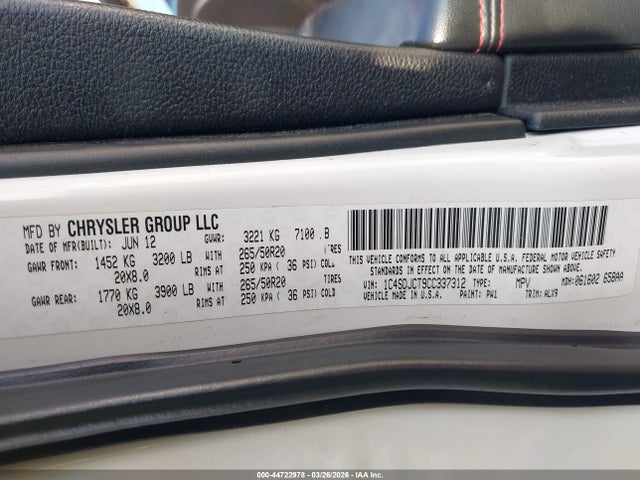 MFD BY CHRYSLER GROUP LLC
DATE OF MFR(BUILT): JUN 12 GVWR: 3221 KG 7100 LB
GAWR FRONT: 1452 KG 3200 LB WITH 265/50R20 TIRES
20X8.0 RIMS AT 250 KPA ( 36 PSI) COLD
GAWR REAR: 1770 KG 3900 LB WITH 265/50R20 TIRES
20X8.0 RIMS AT 250 KPA ( 36 PSI) COLD
THIS VEHICLE CONFORMS TO ALL APPLICABLE U.S.A. FEDERAL MOTOR VEHICLE SAFETY
STANDARDS IN EFFECT ON THE DATE OF MANUFACTURE SHOWN ABOVE.
VIN: 1C4SDJCT9CC337312 TYPE: MPV MDH: 061602 658AA
MADE IN U.S.A. PAINT: PW1 TRIM: ALX9
000-44722978 | 03/26/2026 | IAA Inc.